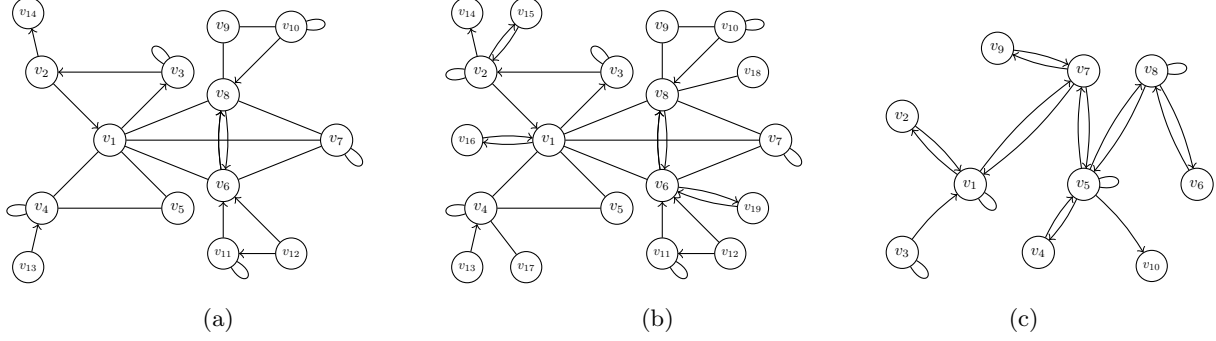 v14 v9 v10
v2 v3
v8
v1 v7
v6
v4 v5
v11 v12
v13
(a)
v14 v15 v9 v10
v2 v3 v18
v8
v16 v1 v7
v6
v4 v5 v19
v11 v12
v13 v17
(b)
v9 v7 v8
v2
v1 v5 v6
v3 v4 v10
(c)